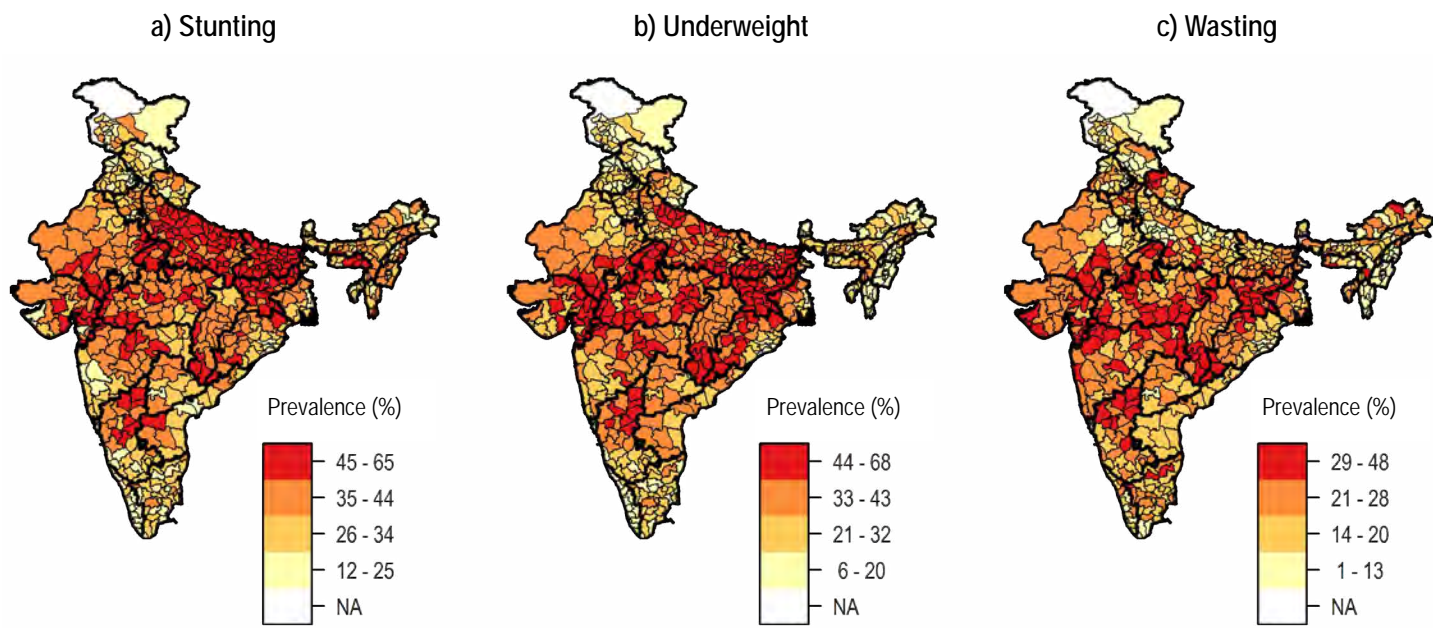 a) Stunting
b) Underweight
c) Wasting
Prevalence (%)
45 - 65
35 - 44
26 - 34
12 - 25
NA
Prevalence (%)
44 - 68
33 - 43
21 - 32
6 - 20
NA
Prevalence (%)
29 - 48
21 - 28
14 - 20
1 - 13
NA